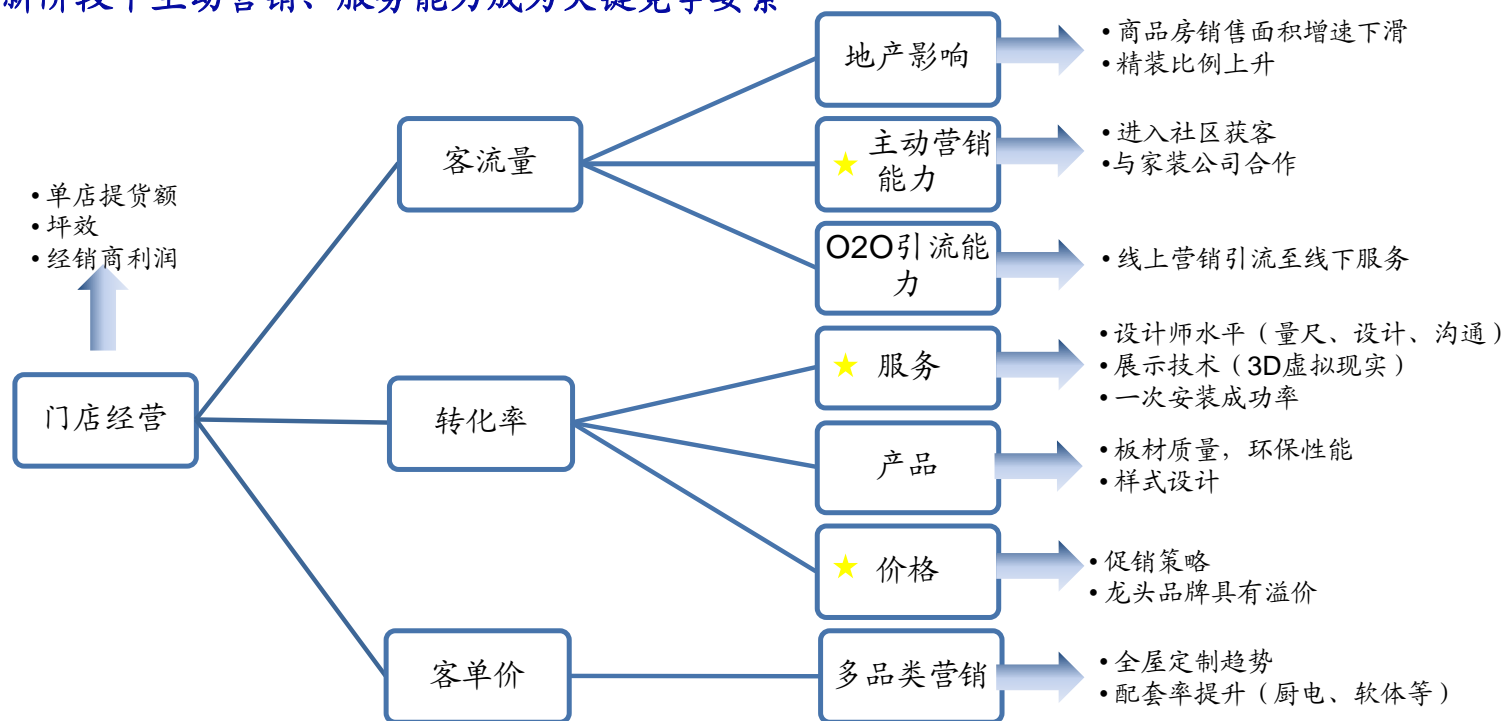 新阶段下主动营销、服务能力成为关键竞争要素
地产影响
• 商品房销售面积增速下滑
• 精装比例上升
客流量
主动营销
能力
• 进入社区获客
• 与家装公司合作
• 单店提货额
• 坪效
• 经销商利润
O2O引流能
力
• 线上营销引流至线下服务
服务
• 设计师水平（量尺、设计、沟通）
• 展示技术（3D虚拟现实）
• 一次安装成功率
门店经营
转化率
产品
• 板材质量，环保性能
• 样式设计
价格
• 促销策略
• 龙头品牌具有溢价
客单价
多品类营销
• 全屋定制趋势
• 配套率提升（厨电、软体等）